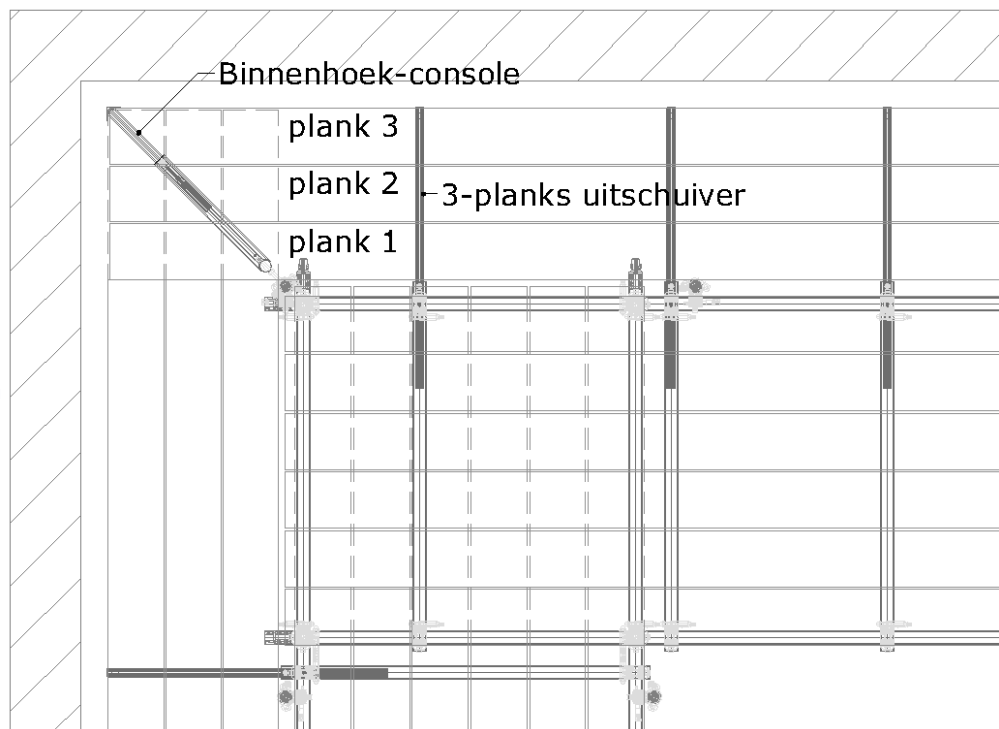 Binnenhoek-console
plank 3
plank 2
3-planks uitschuiver
plank 1